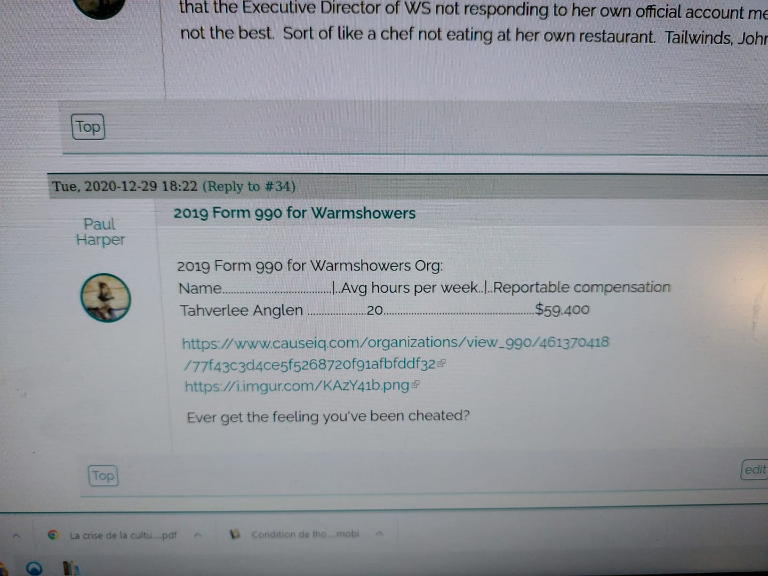 that the Executive Director of WS not responding to her own official account me
not the best. Sort of like a chef not eating at her own restaurant. Tailwinds, John
Top
Tue, 2020-12-29 18:22 (Reply to #34)
Paul
Harper
2019 Form 990 for Warmshowers
2019 Form 990 for Warmshowers Org:
Name..............................|..Avg hours per week..|..Reportable compensation
Tahverlee Anglen ...................20...............................................$59,400
https://www.causeiq.com/organizations/view_990/461370418
/77f43c3d4ce5f5268720f91afbfddf32
https://i.imgur.com/KAzY41b.png
Ever get the feeling you've been cheated?
Top
edit
La crise de la cultu....pdf
Condition de l'ho....mobi